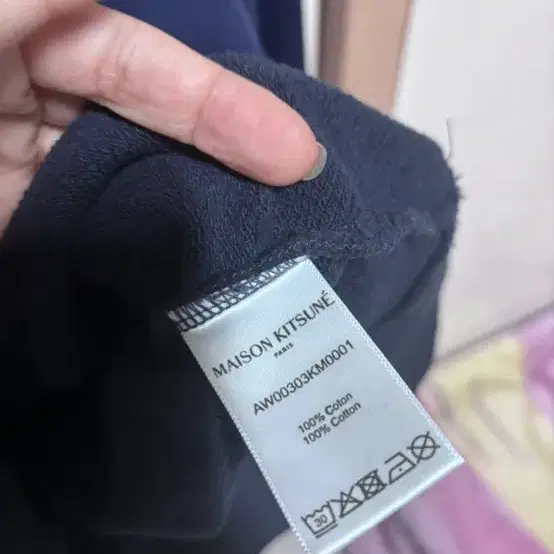 MAISON KITSUNÉ
PARIS
AW00303KM0001
100% Coton
100% Cotton
30